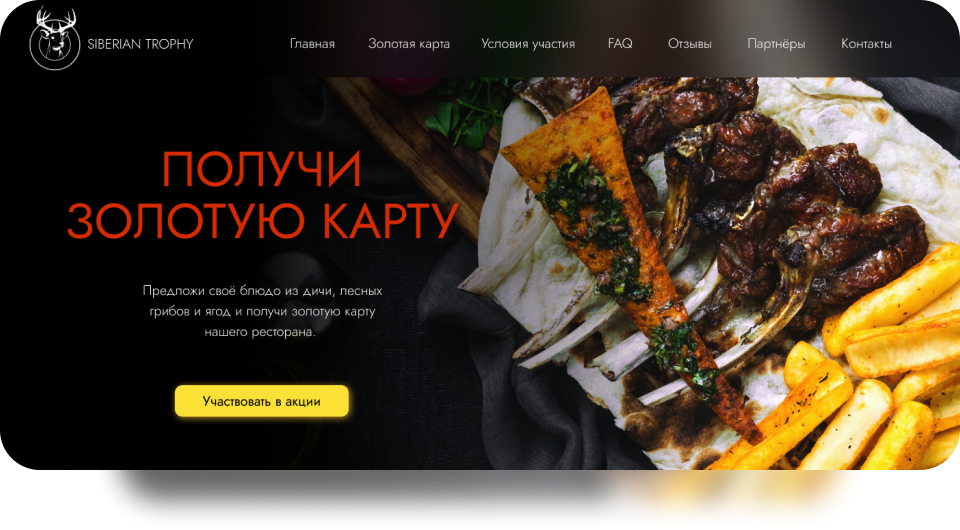 SIBERIAN TROPHY
Главная Золотая карта Условия участия FAQ Отзывы Партнёры Контакты
ПОЛУЧИ
ЗОЛОТУЮ КАРТУ
Предложи своё блюдо из дичи, лесных
грибов и ягод и получи золотую карту
нашего ресторана.
Участвовать в акции